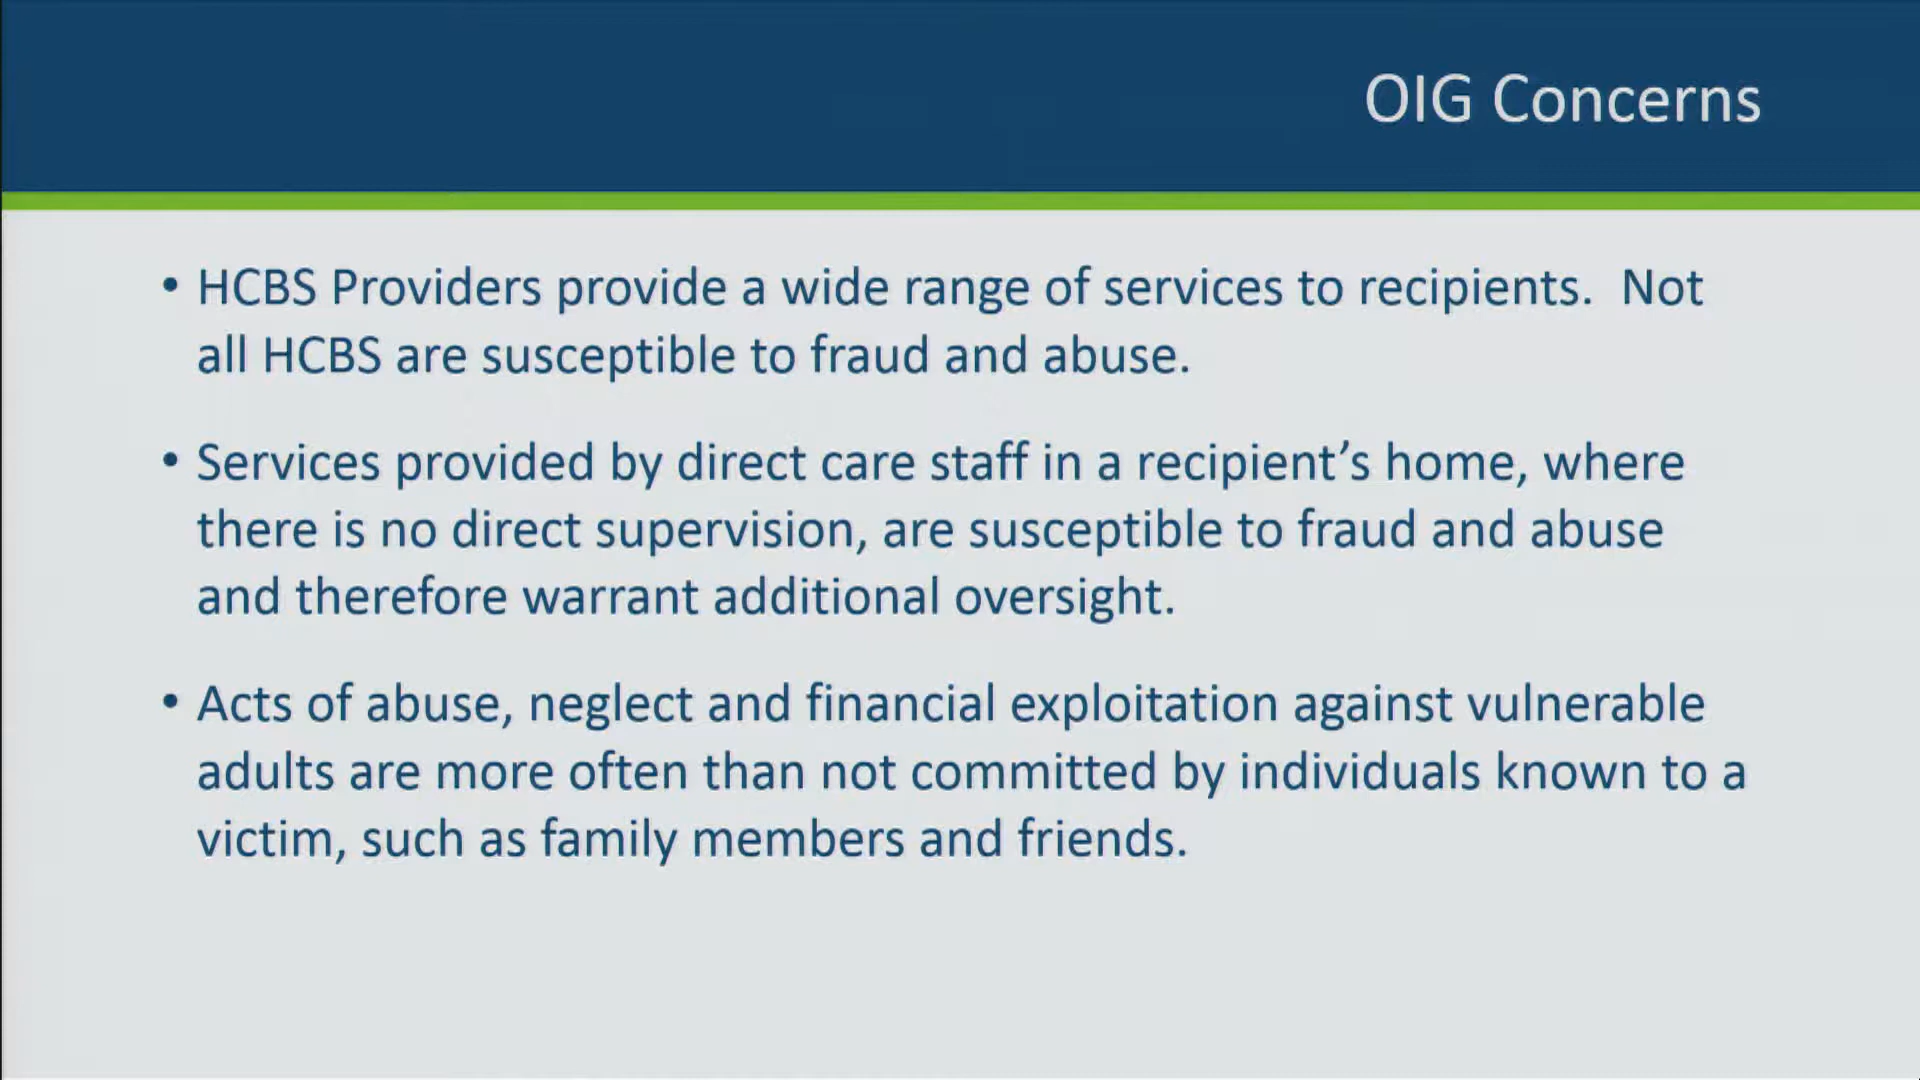 OIG Concerns
• HCBS Providers provide a wide range of services to recipients.  Not
all HCBS are susceptible to fraud and abuse.
• Services provided by direct care staff in a recipient’s home, where
there is no direct supervision, are susceptible to fraud and abuse
and therefore warrant additional oversight.
• Acts of abuse, neglect and financial exploitation against vulnerable
adults are more often than not committed by individuals known to a
victim, such as family members and friends.